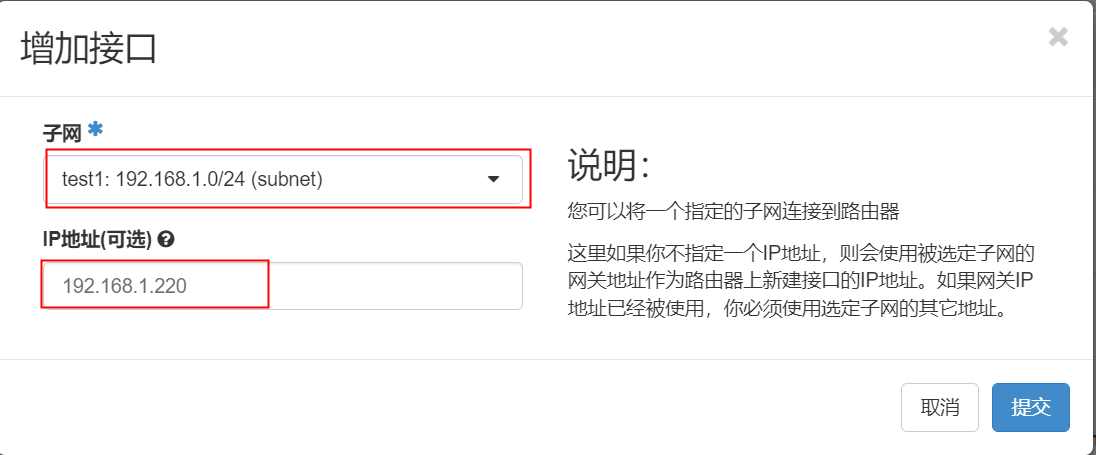 增加接口
×
子网 *
test1: 192.168.1.0/24 (subnet)
IP地址(可选) ?
192.168.1.220
说明：
您可以将一个指定的子网连接到路由器
这里如果你不指定一个IP地址，则会使用被选定子网的
网关地址作为路由器上新建接口的IP地址。如果网关IP
地址已经被使用，你必须使用选定子网的其它地址。
取消
提交